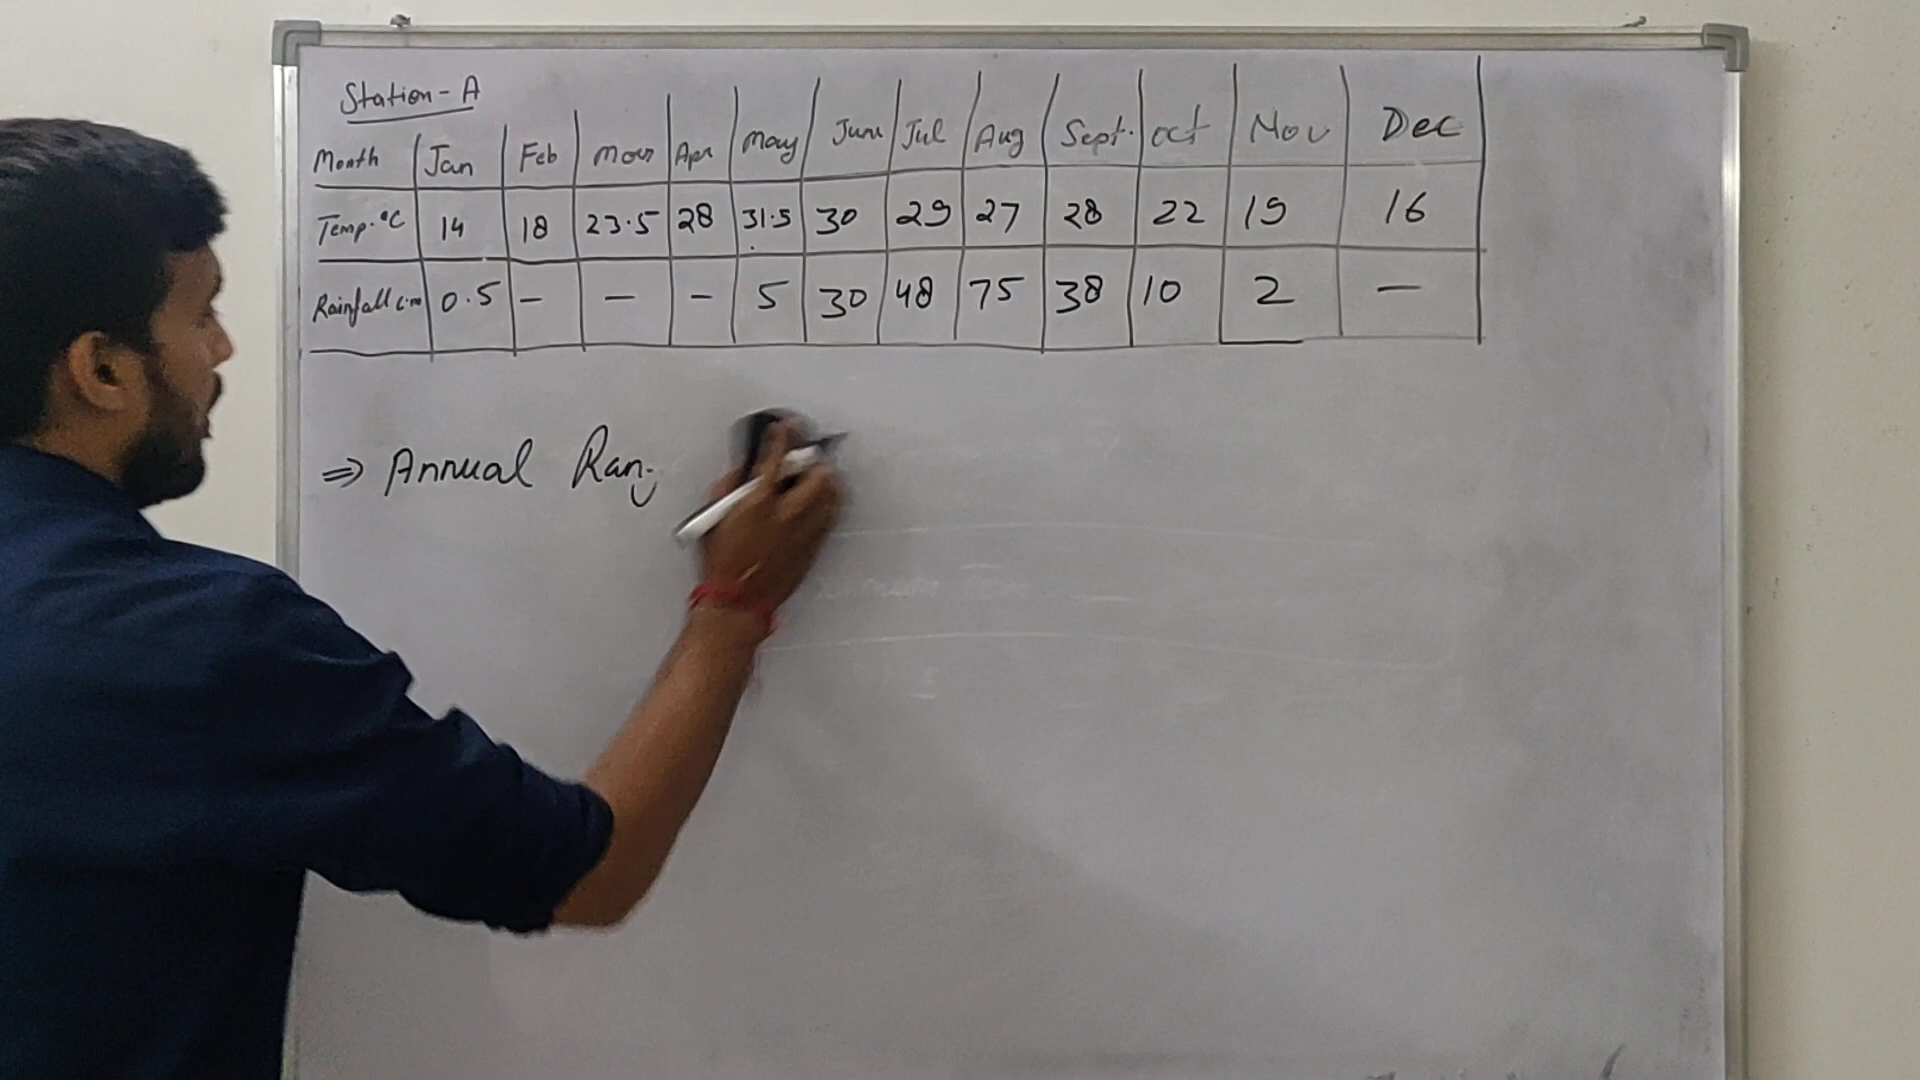 Station - A
Month Jan Feb Mar Apr May June Jul Aug Sept. Oct Nov Dec
Temp. °C 14 18 23.5 28 31.5 30 29 27 28 22 19 16
Rainfall cm 0.5 - - - 5 30 48 75 38 10 2 -
⇒ Annual Rang